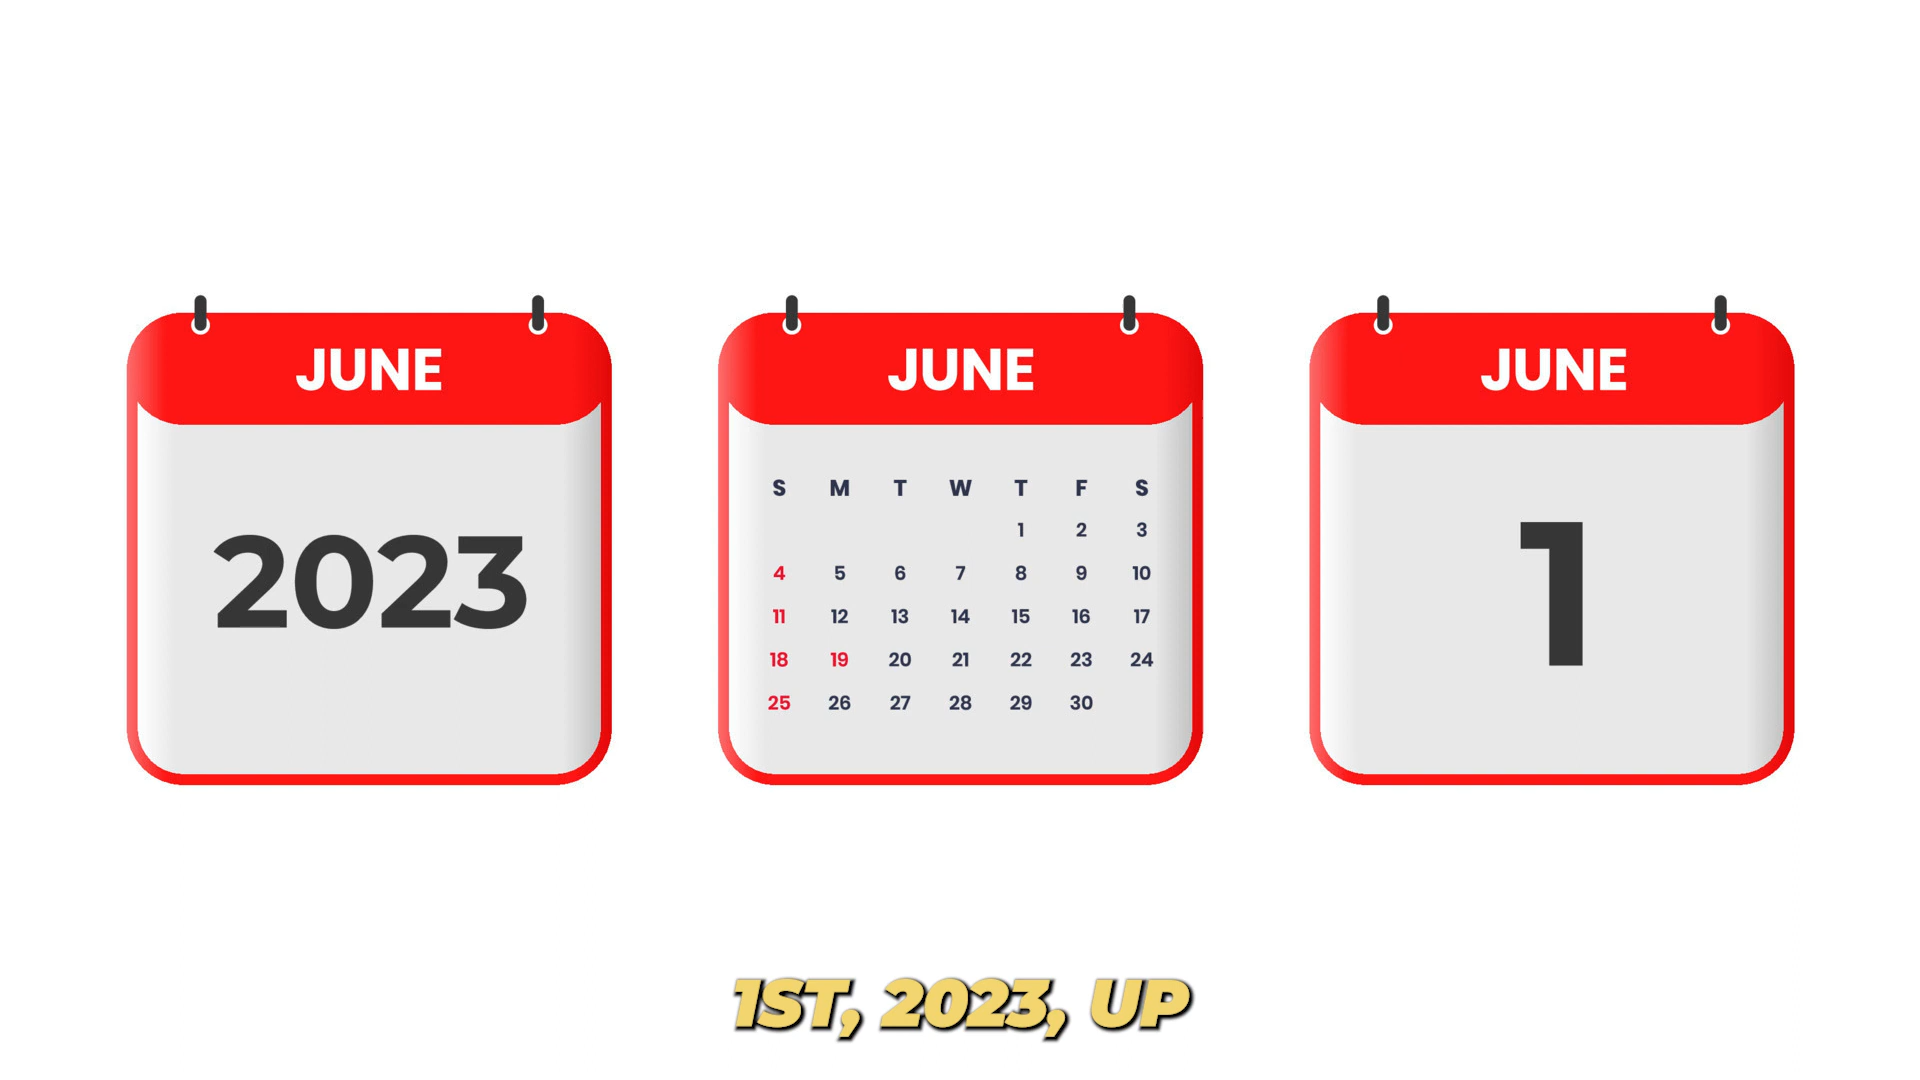 JUNE
2023
JUNE
S M T W T F S
1 2 3
4 5 6 7 8 9 10
11 12 13 14 15 16 17
18 19 20 21 22 23 24
25 26 27 28 29 30
JUNE
1
1ST, 2023, UP